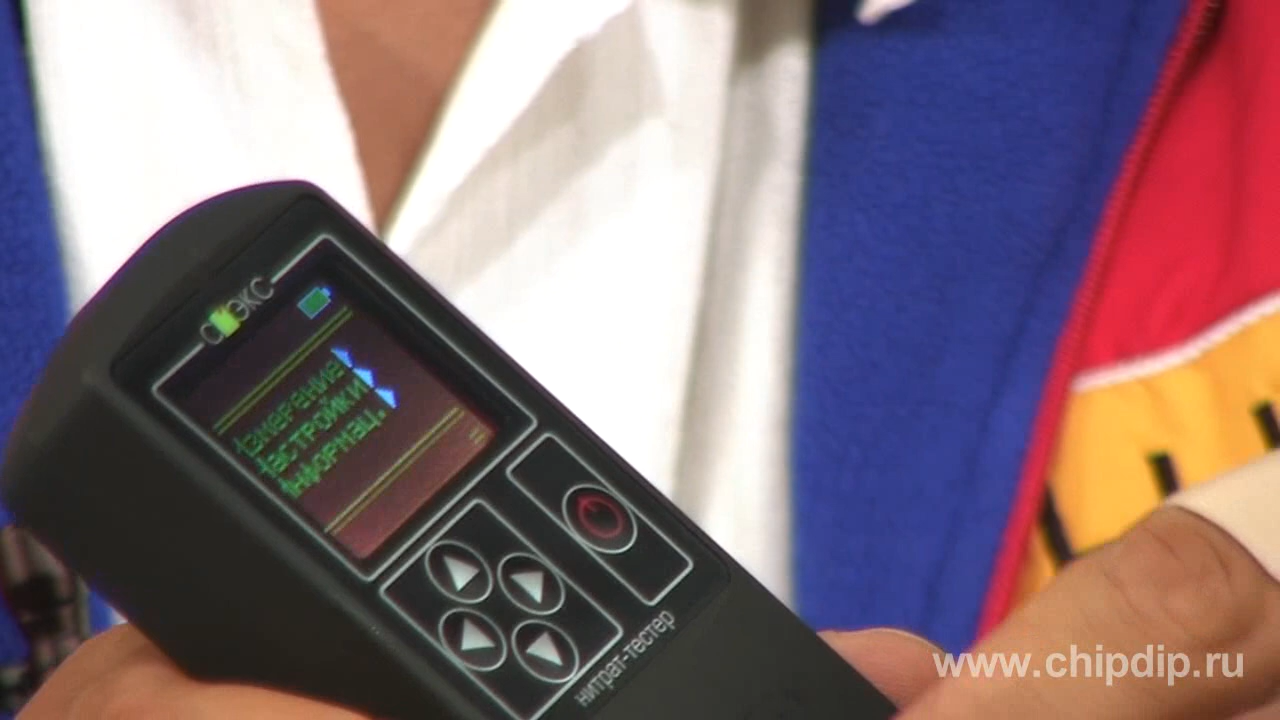 соэкс
Измерение
Настройки
Информац.
нитрат-тестер
www.chipdip.ru